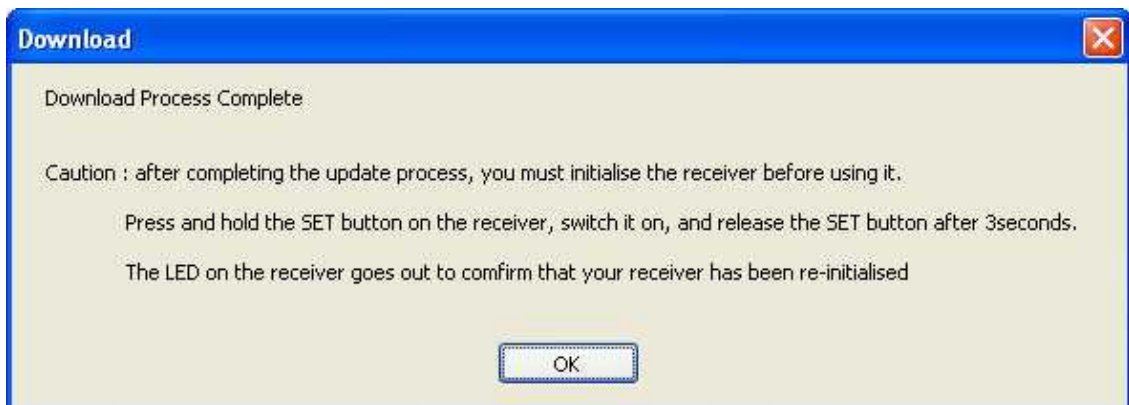 Download
Download Process Complete
Caution : after completing the update process, you must initialise the receiver before using it.
Press and hold the SET button on the receiver, switch it on, and release the SET button after 3seconds.
The LED on the receiver goes out to comfirm that your receiver has been re-initialised
OK